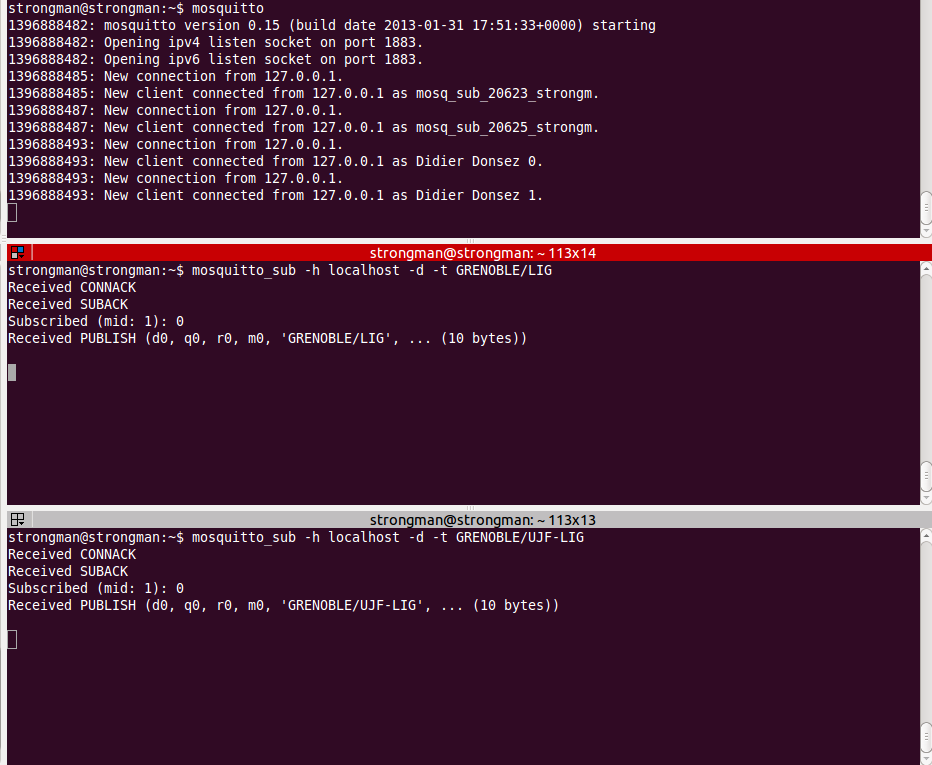 strongman@strongman:~$ mosquitto
1396888482: mosquitto version 0.15 (build date 2013-01-31 17:51:33+0000) starting
1396888482: Opening ipv4 listen socket on port 1883.
1396888482: Opening ipv6 listen socket on port 1883.
1396888485: New connection from 127.0.0.1.
1396888485: New client connected from 127.0.0.1 as mosq_sub_20623_strongm.
1396888487: New connection from 127.0.0.1.
1396888487: New client connected from 127.0.0.1 as mosq_sub_20625_strongm.
1396888493: New connection from 127.0.0.1.
1396888493: New client connected from 127.0.0.1 as Didier Donsez 0.
1396888493: New connection from 127.0.0.1.
1396888493: New client connected from 127.0.0.1 as Didier Donsez 1.
strongman@strongman: ~ 113x14
strongman@strongman:~$ mosquitto_sub -h localhost -d -t GRENOBLE/LIG
Received CONNACK
Received SUBACK
Subscribed (mid: 1): 0
Received PUBLISH (d0, q0, r0, m0, 'GRENOBLE/LIG', ... (10 bytes))
strongman@strongman: ~ 113x13
strongman@strongman:~$ mosquitto_sub -h localhost -d -t GRENOBLE/UJF-LIG
Received CONNACK
Received SUBACK
Subscribed (mid: 1): 0
Received PUBLISH (d0, q0, r0, m0, 'GRENOBLE/UJF-LIG', ... (10 bytes))